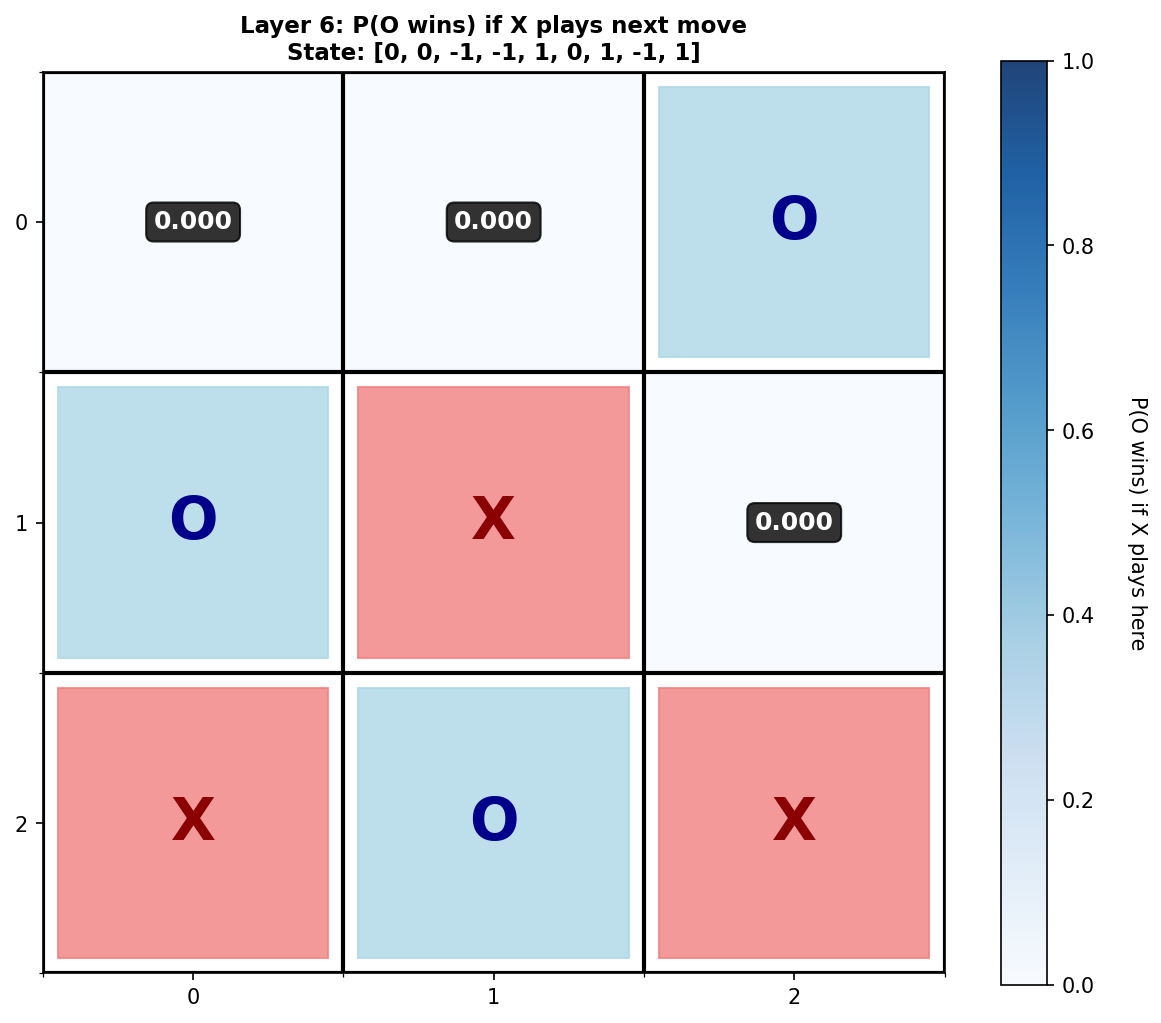 Layer 6: P(O wins) if X plays next move
State: [0, 0, -1, -1, 1, 0, 1, -1, 1]
0
0.000
0.000
O
1
O
X
0.000
2
X
O
X
0
1
2
1.0
0.8
0.6
0.4
0.2
0.0
P(O wins) if X plays here